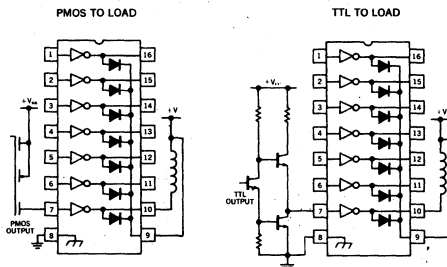 PMOS TO LOAD
TTL TO LOAD
1 16
2 15
3 14
4 13
5 12
6 11
7 10
8 9
+V
PMOS
OUTPUT
1 16
2 15
3 14
4 13
5 12
6 11
7 10
8 9
+V
TTL
OUTPUT